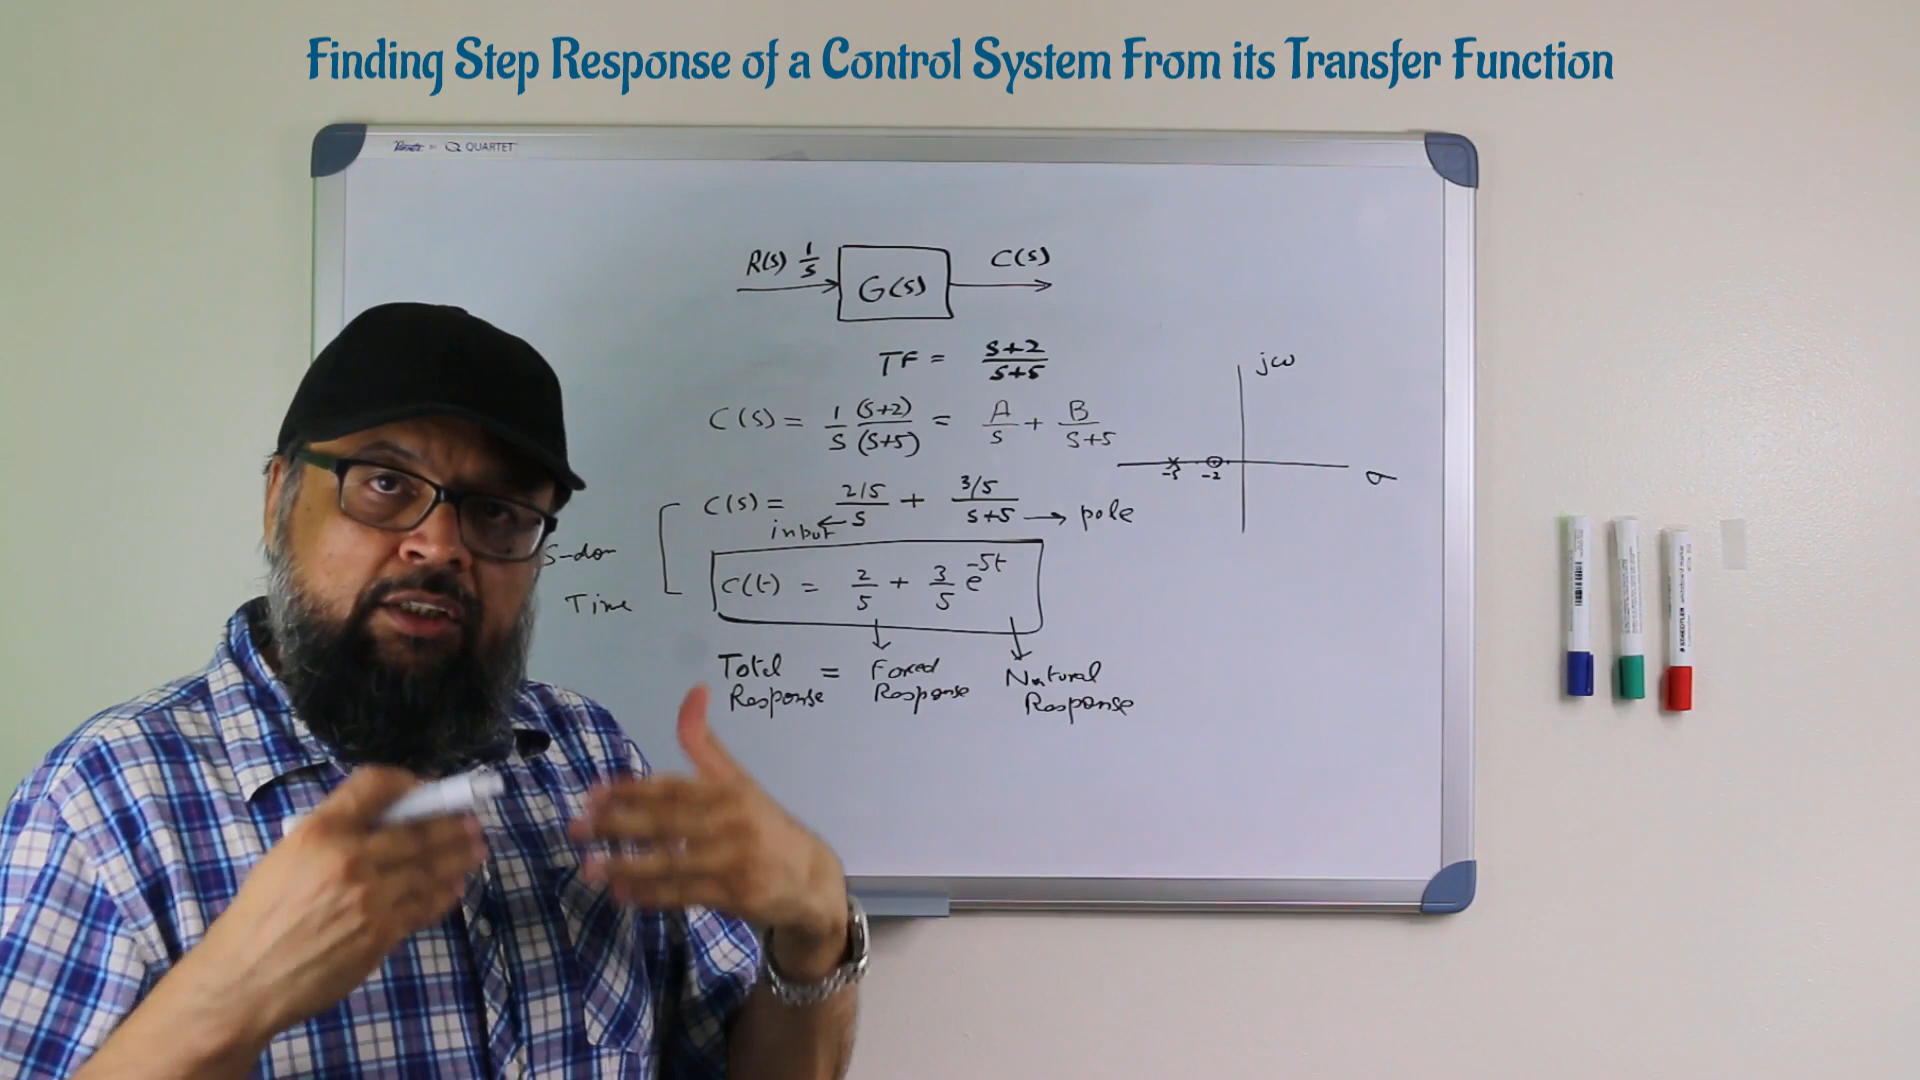 Finding Step Response of a Control System From its Transfer Function
QUARTET
R(s) 1/s
G(s)
C(s)
TF = s+2/s+5
jω
C(s) = 1/s (s+2)/(s+5) = A/s + B/s+5
-5 -2
σ
C(s) = 2/5/s + 3/5/s+5 → pole
input ←
S-dom
C(t) = 2/5 + 3/5 e^-5t
Time
Total Response = Forced Response Natural Response